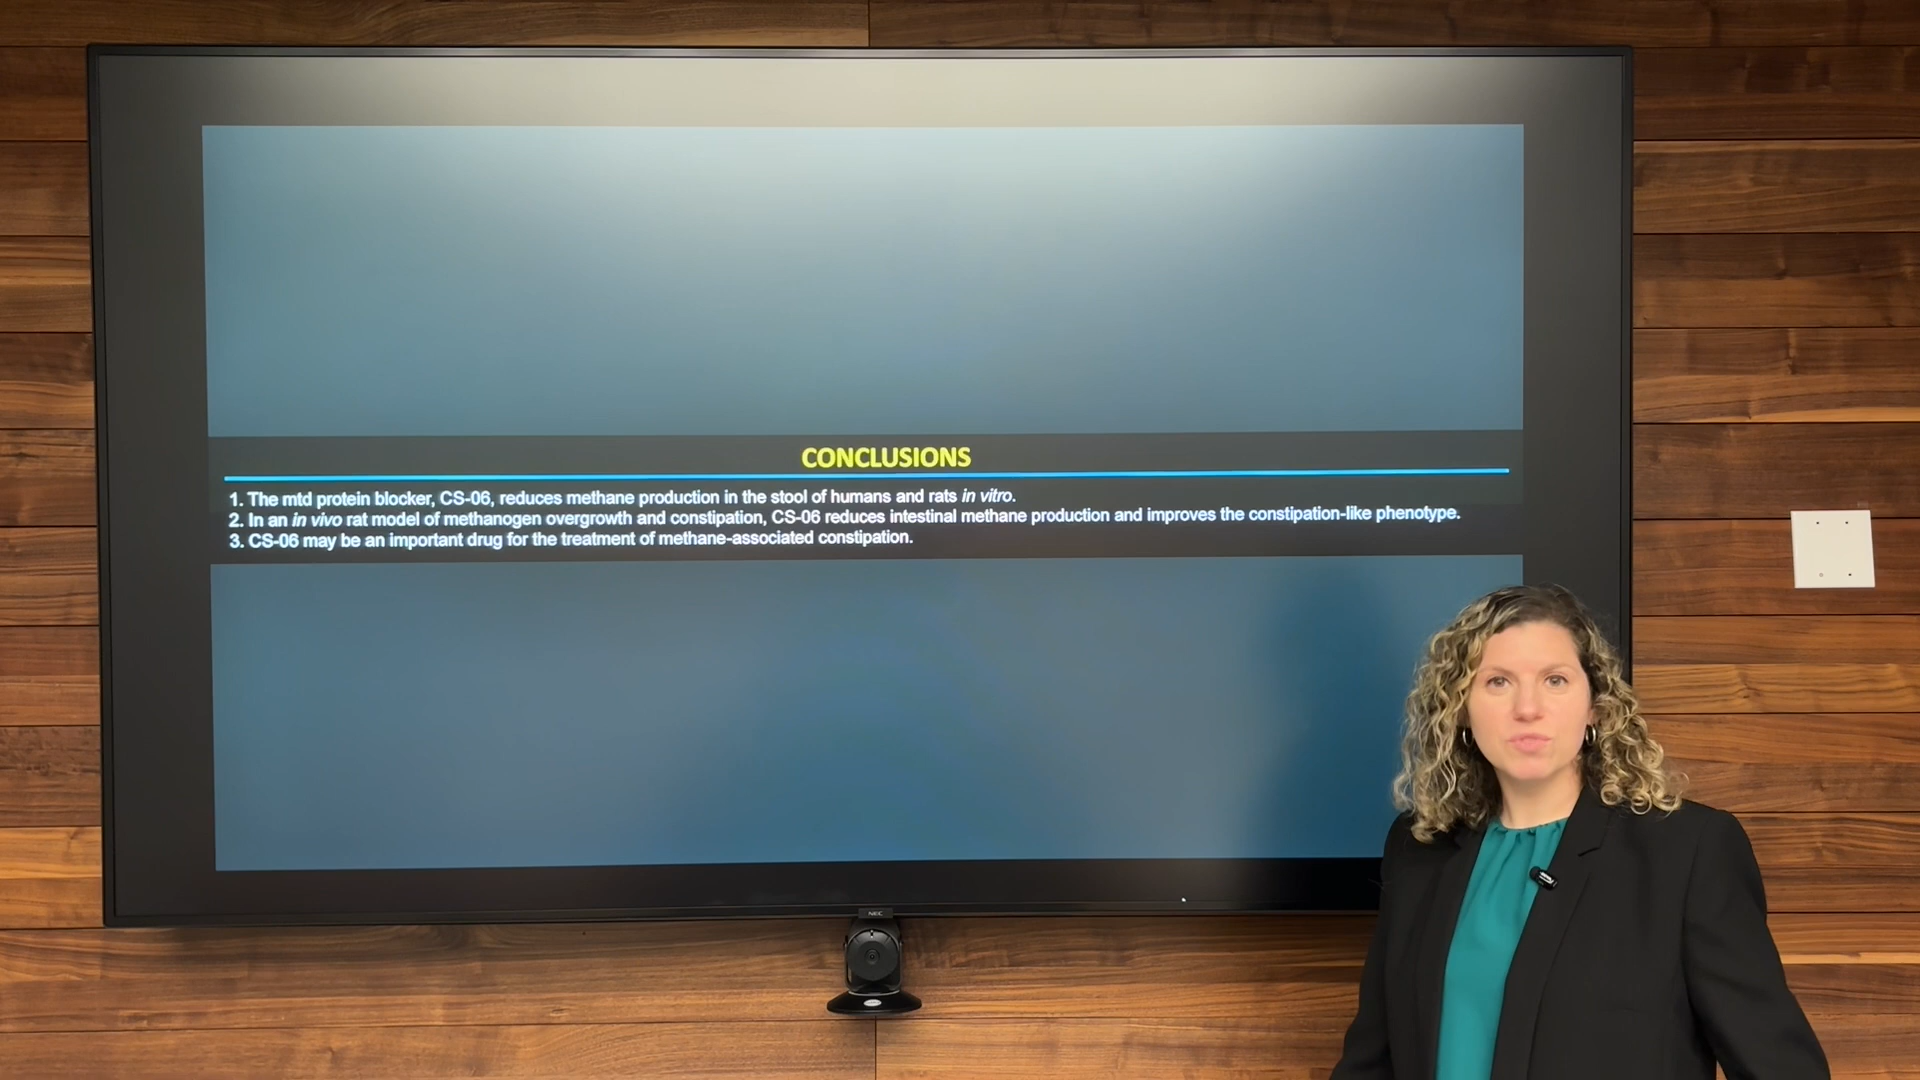 CONCLUSIONS
1. The mtd protein blocker, CS-06, reduces methane production in the stool of humans and rats in vitro.
2. In an in vivo rat model of methanogen overgrowth and constipation, CS-06 reduces intestinal methane production and improves the constipation-like phenotype.
3. CS-06 may be an important drug for the treatment of methane-associated constipation.
NEC